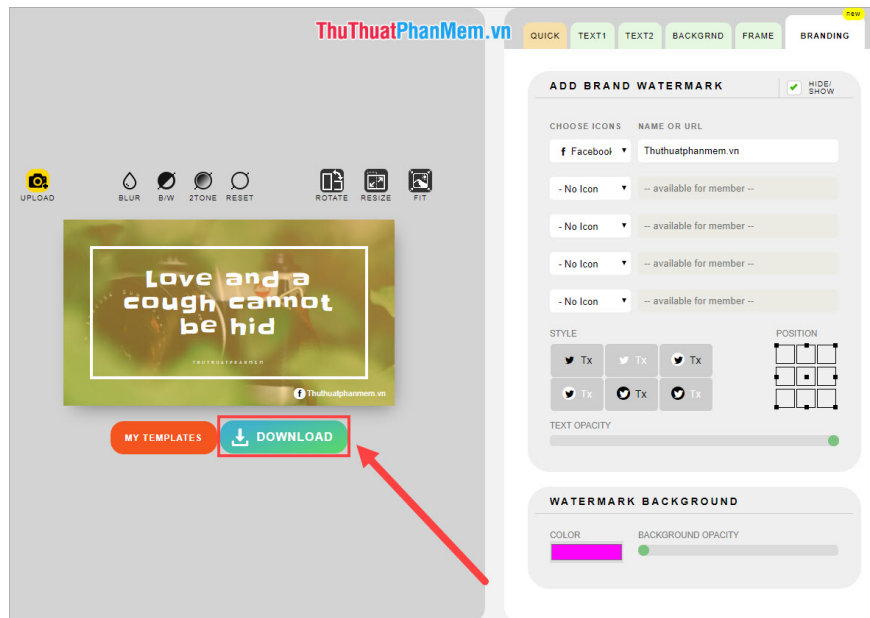 ThuThuatPhanMem.vn
new
QUICK TEXT1 TEXT2 BACKGRND FRAME BRANDING
ADD BRAND WATERMARK
HIDE/
SHOW
CHOOSE ICONS NAME OR URL
Facebook Thuthuatphanmem.vn
- No Icon -- available for member --
- No Icon -- available for member --
- No Icon -- available for member --
- No Icon -- available for member --
STYLE POSITION
Tx Tx Tx
Tx Tx Tx
TEXT OPACITY
WATERMARK BACKGROUND
COLOR BACKGROUND OPACITY
UPLOAD BLUR B/W 2TONE RESET ROTATE RESIZE FIT
Love and a
cough cannot
be hid
THUTHUATPHANMEM
f Thuthuatphanmem.vn
MY TEMPLATES DOWNLOAD